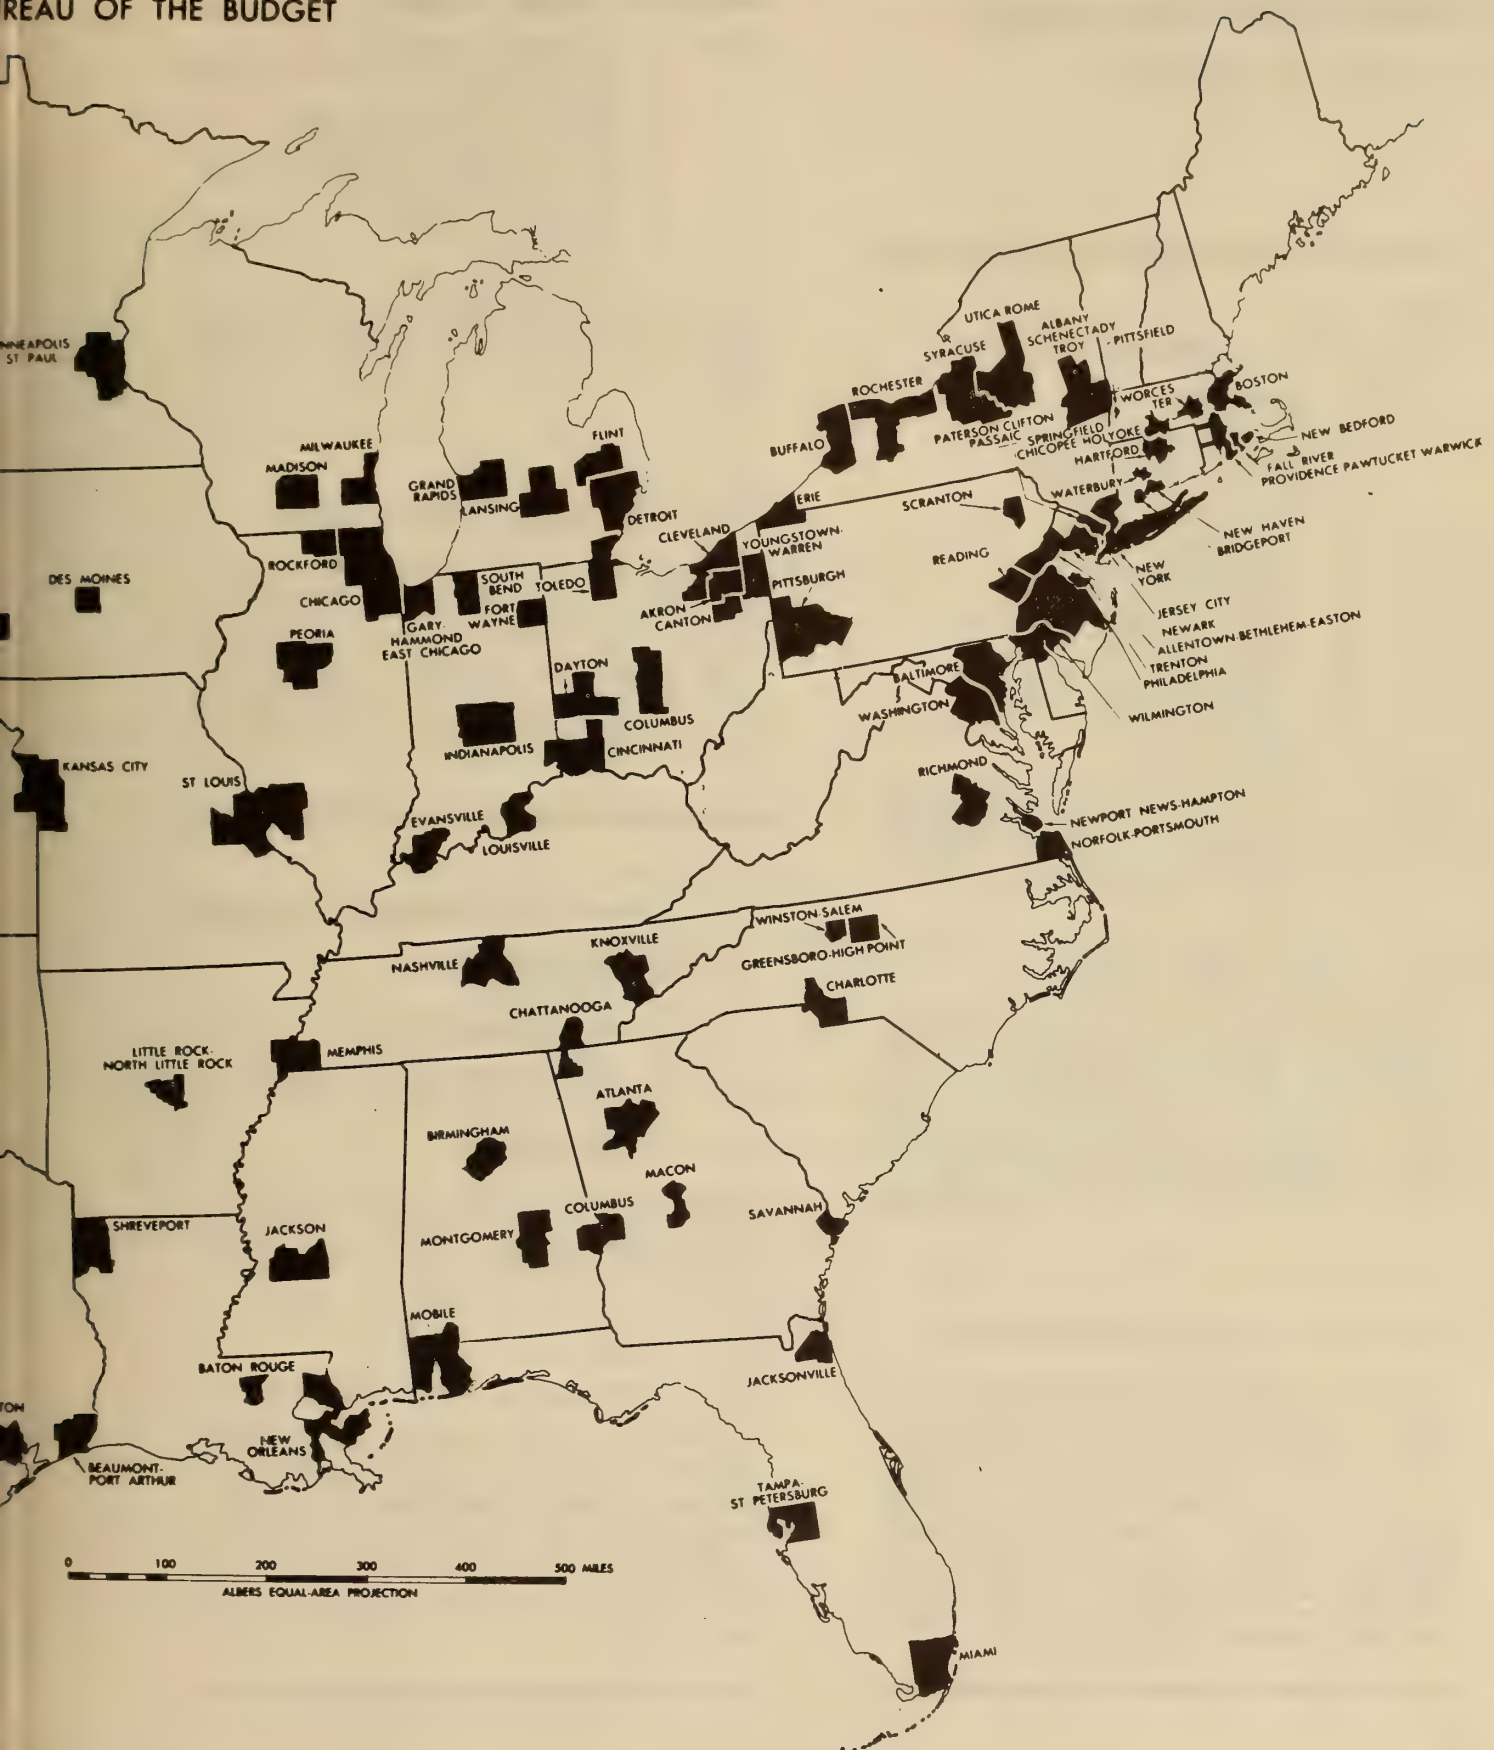 REAU OF THE BUDGET
NNEAPOLIS
ST PAUL
MILWAUKEE
MADISON
GRAND
RAPIDS
LANSING
FLINT
DETROIT
ROCKFORD
CHICAGO
DES MOINES
PEORIA
GARY-
HAMMOND
EAST CHICAGO
SOUTH
BEND
FORT
WAYNE
TOLEDO
CLEVELAND
AKRON
CANTON
YOUNGSTOWN-
WARREN
ERIE
PITTSBURGH
BUFFALO
ROCHESTER
SYRACUSE
UTICA ROME
ALBANY
SCHENECTADY
TROY
PITTSFIELD
WORCES
TER
BOSTON
PATERSON CLIFTON
PASSAIC
SPRINGFIELD
CHICOPEE HOLYOKE
HARTFORD
WATERBURY
NEW BEDFORD
FALL RIVER
PROVIDENCE PAWTUCKET WARWICK
NEW HAVEN
BRIDGEPORT
SCRANTON
READING
NEW
YORK
JERSEY CITY
NEWARK
ALLENTOWN-BETHLEHEM-EASTON
TRENTON
PHILADELPHIA
WILMINGTON
DAYTON
COLUMBUS
INDIANAPOLIS
CINCINNATI
BALTIMORE
WASHINGTON
KANSAS CITY
ST LOUIS
EVANSVILLE
LOUISVILLE
RICHMOND
NEWPORT NEWS-HAMPTON
NORFOLK-PORTSMOUTH
WINSTON-SALEM
GREENSBORO-HIGH POINT
NASHVILLE
KNOXVILLE
CHARLOTTE
CHATTANOOGA
LITTLE ROCK-
NORTH LITTLE ROCK
MEMPHIS
ATLANTA
BIRMINGHAM
MACON
COLUMBUS
SAVANNAH
SHREVEPORT
JACKSON
MONTGOMERY
MOBILE
BATON ROUGE
JACKSONVILLE
TON
NEW
ORLEANS
BEAUMONT-
PORT ARTHUR
TAMPA-
ST PETERSBURG
0 100 200 300 400 500 MILES
ALBERS EQUAL-AREA PROJECTION
MIAMI